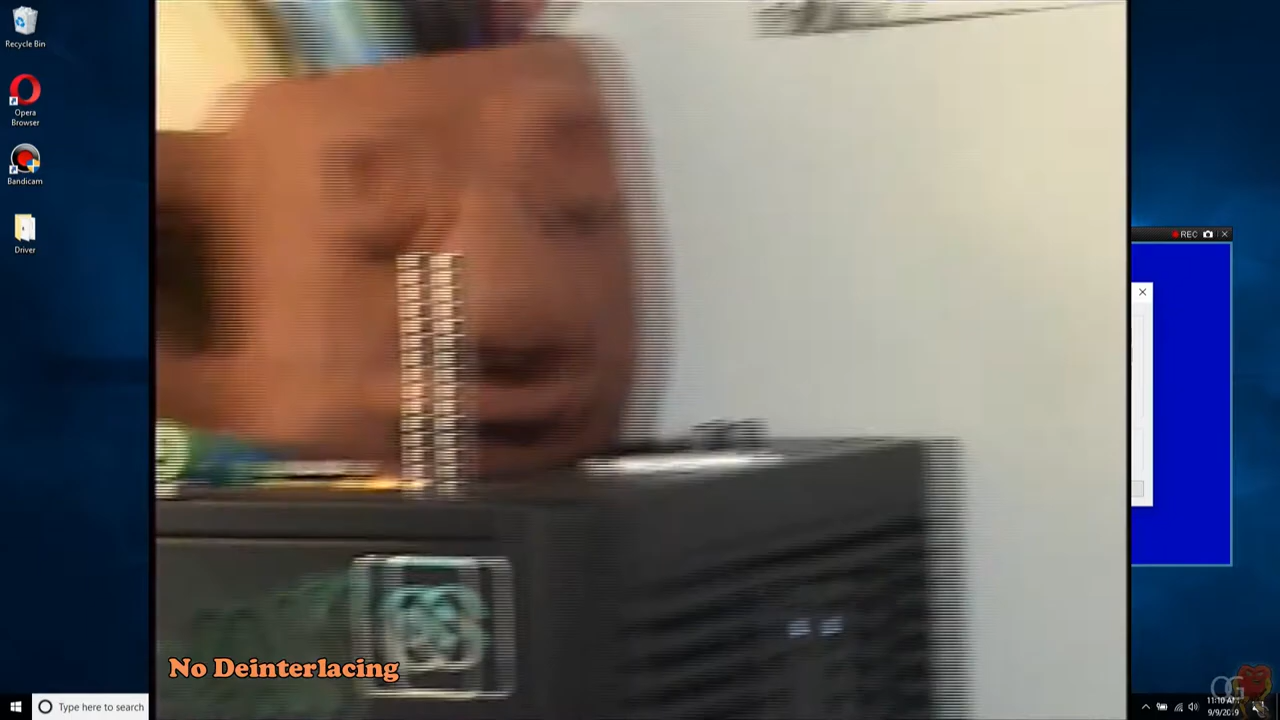 Recycle Bin
Opera
Browser
Bandicam
Driver
REC
No Deinterlacing
Type here to search
11:10 AM
9/9/2019